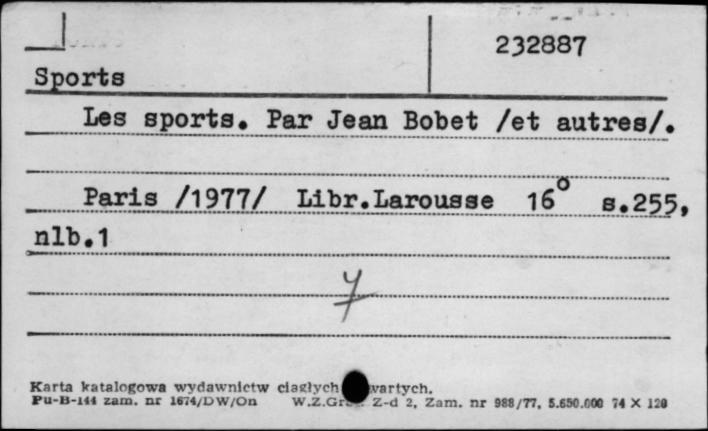 232887
Sports
Les sports. Par Jean Bobet /et autres/.
Paris /1977/ Libr.Larousse 16° s.255,
nlb.1
7
Karta katalogowa wydawnictw ciągłych
Pu-B-144 zam. nr 1674/DW/On W.Z.Graf. Z-d 2, Zam. nr 988/77, 5.650.000 74 X 120